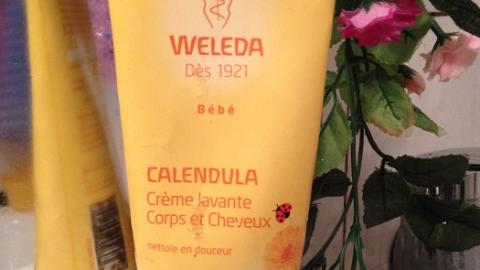 WELEDA
Dès 1921
Bébé
CALENDULA
Crème lavante
Corps et Cheveux
nettoie en douceur